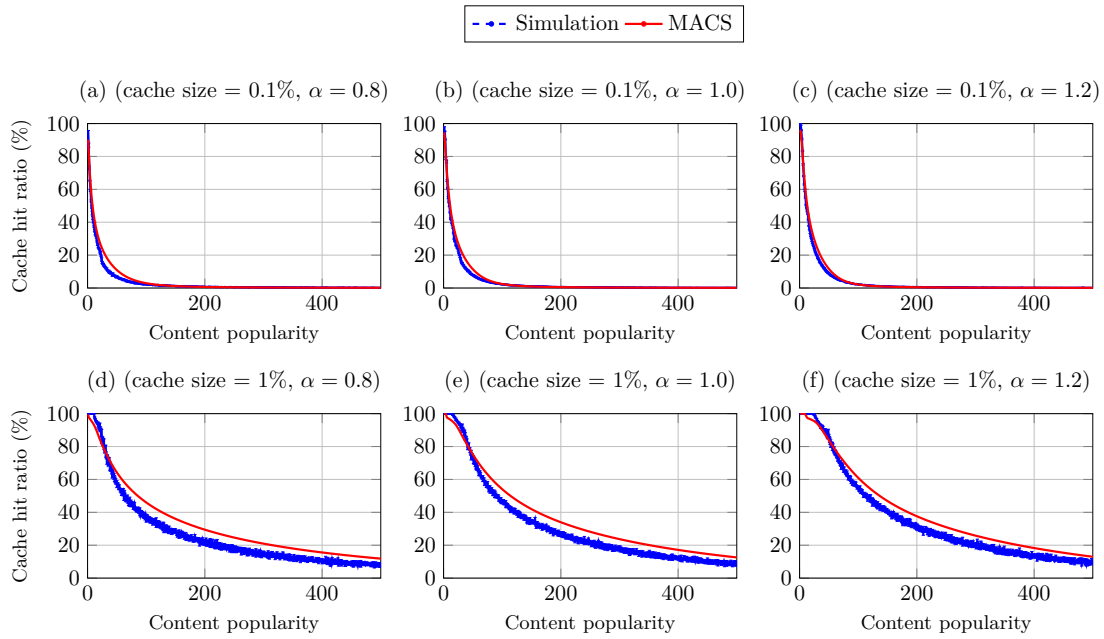 Simulation MACS
(a) (cache size = 0.1%, α = 0.8)
(b) (cache size = 0.1%, α = 1.0)
(c) (cache size = 0.1%, α = 1.2)
Cache hit ratio (%)
100
80
60
40
20
0
0 200 400
Content popularity
100
80
60
40
20
0
0 200 400
Content popularity
100
80
60
40
20
0
0 200 400
Content popularity
(d) (cache size = 1%, α = 0.8)
(e) (cache size = 1%, α = 1.0)
(f) (cache size = 1%, α = 1.2)
Cache hit ratio (%)
100
80
60
40
20
0
0 200 400
Content popularity
100
80
60
40
20
0
0 200 400
Content popularity
100
80
60
40
20
0
0 200 400
Content popularity